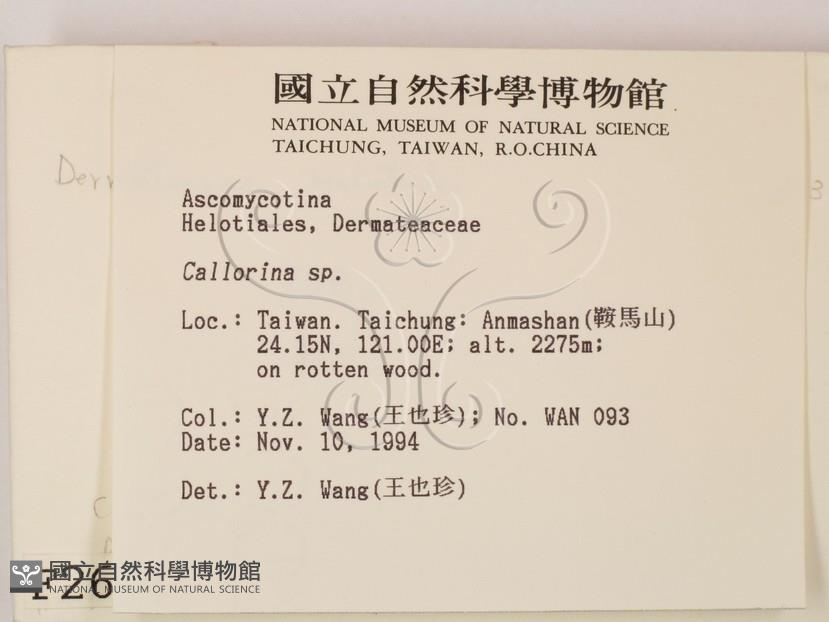 國立自然科學博物館
NATIONAL MUSEUM OF NATURAL SCIENCE
TAICHUNG, TAIWAN, R.O.CHINA
Ascomycotina
Helotiales, Dermateaceae
Callorina sp.
Loc.: Taiwan. Taichung: Anmashan(鞍馬山)
24.15N, 121.00E; alt. 2275m;
on rotten wood.
Col.: Y.Z. Wang(王也珍); No. WAN 093
Date: Nov. 10, 1994
Det.: Y.Z. Wang(王也珍)
F26
國立自然科學博物館
NATIONAL MUSEUM OF NATURAL SCIENCE